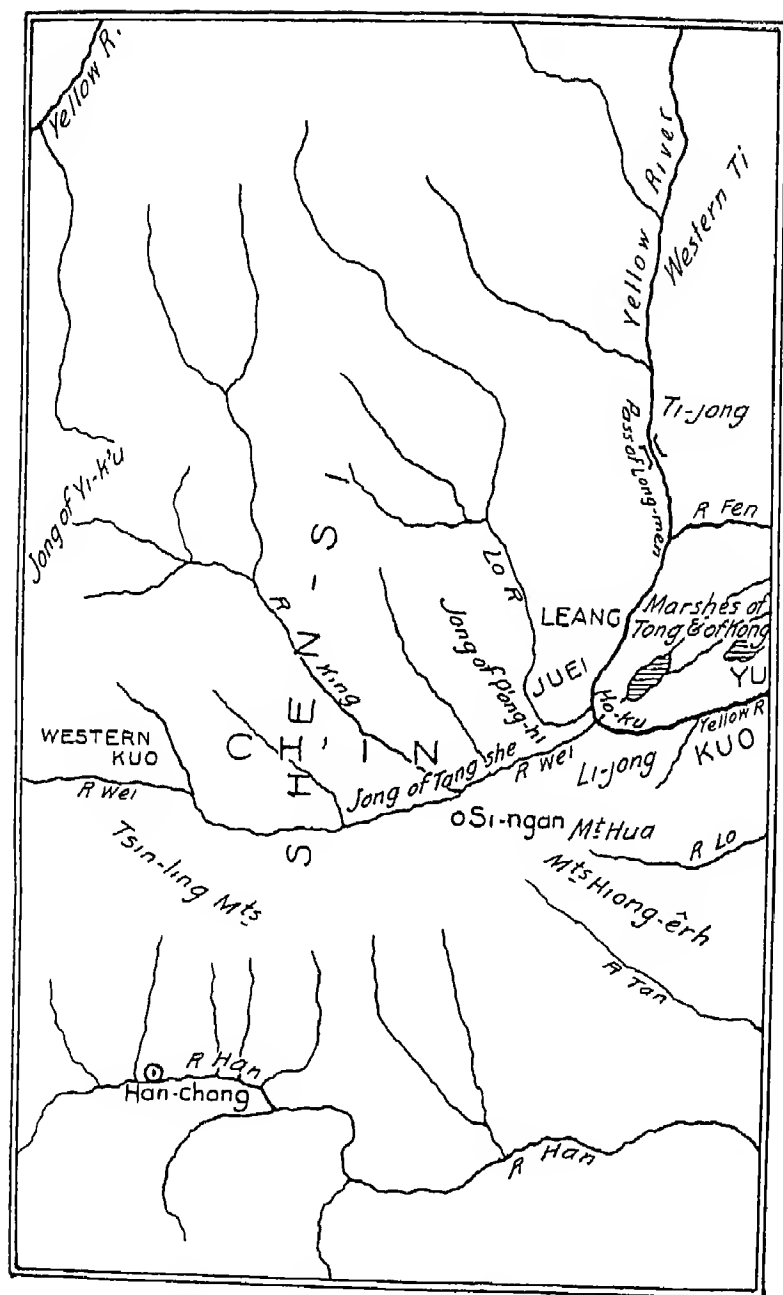 Yellow R.
Yellow River
Western Ti
Ti-jong
Pass of Long-men
R Fen
Jong of Yi-k'u
Lo R
LEANG
Marshes of
Tong & of Kong
YU
R King
Jong of P'ong-hi
JUEI
Ho-ku
Yellow R
KUO
WESTERN
KUO
CH'IN
SHEN-SI
Jong of Tang she
R Wei
Li-jong
R Wei
Si-ngan
Mt Hua
R Lo
Tsin-ling Mts
Mts Hiong-êrh
R Tan
R Han
Han-chong
R Han